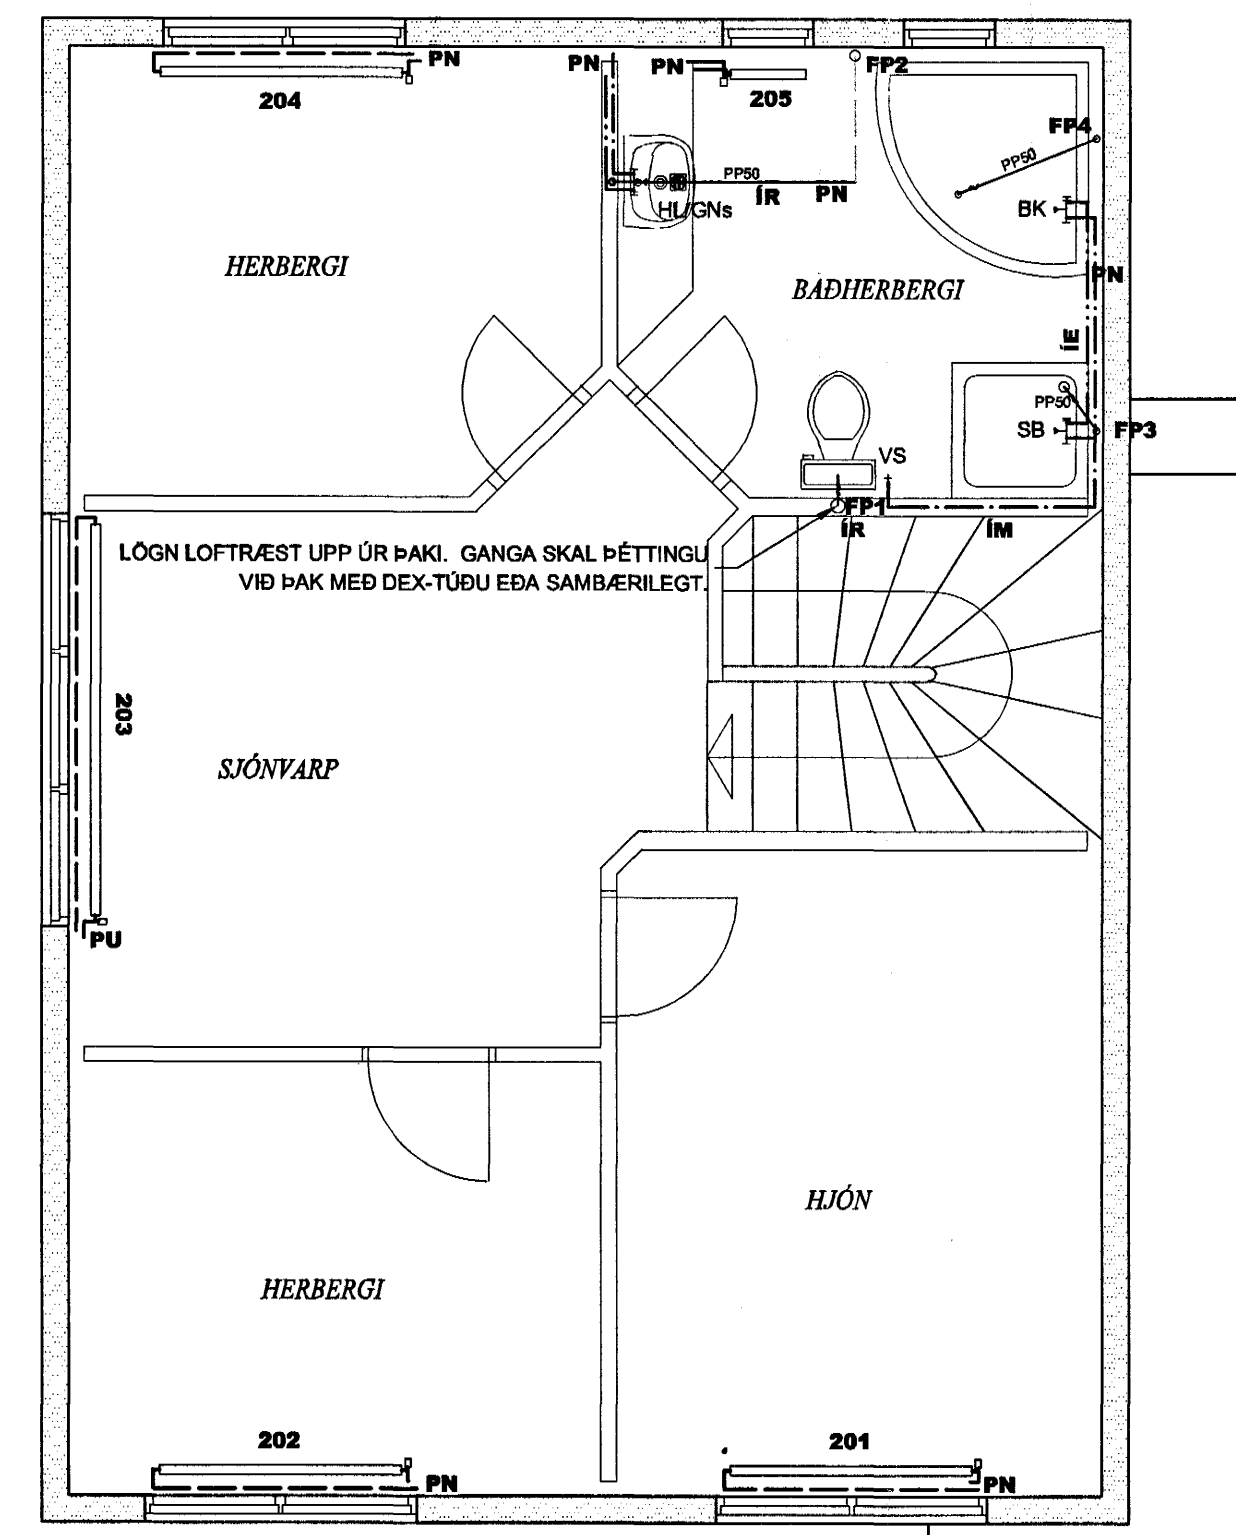 PN
204
PN
PN
205
FP2
FP4
PP50
PP50
HL/GNs
ÍR
PN
BK
PN
HERBERGI
BAÐHERBERGI
ÍE
PP50
SB
FP3
VS
FP1
ÍR
ÍM
LÖGN LOFTRÆST UPP ÚR ÞAKI. GANGA SKAL ÞÉTTINGU
VIÐ ÞAK MEÐ DEX-TÚÐU EÐA SAMBÆRILEGT.
203
SJÓNVARP
PU
HJÓN
HERBERGI
202
PN
201
PN